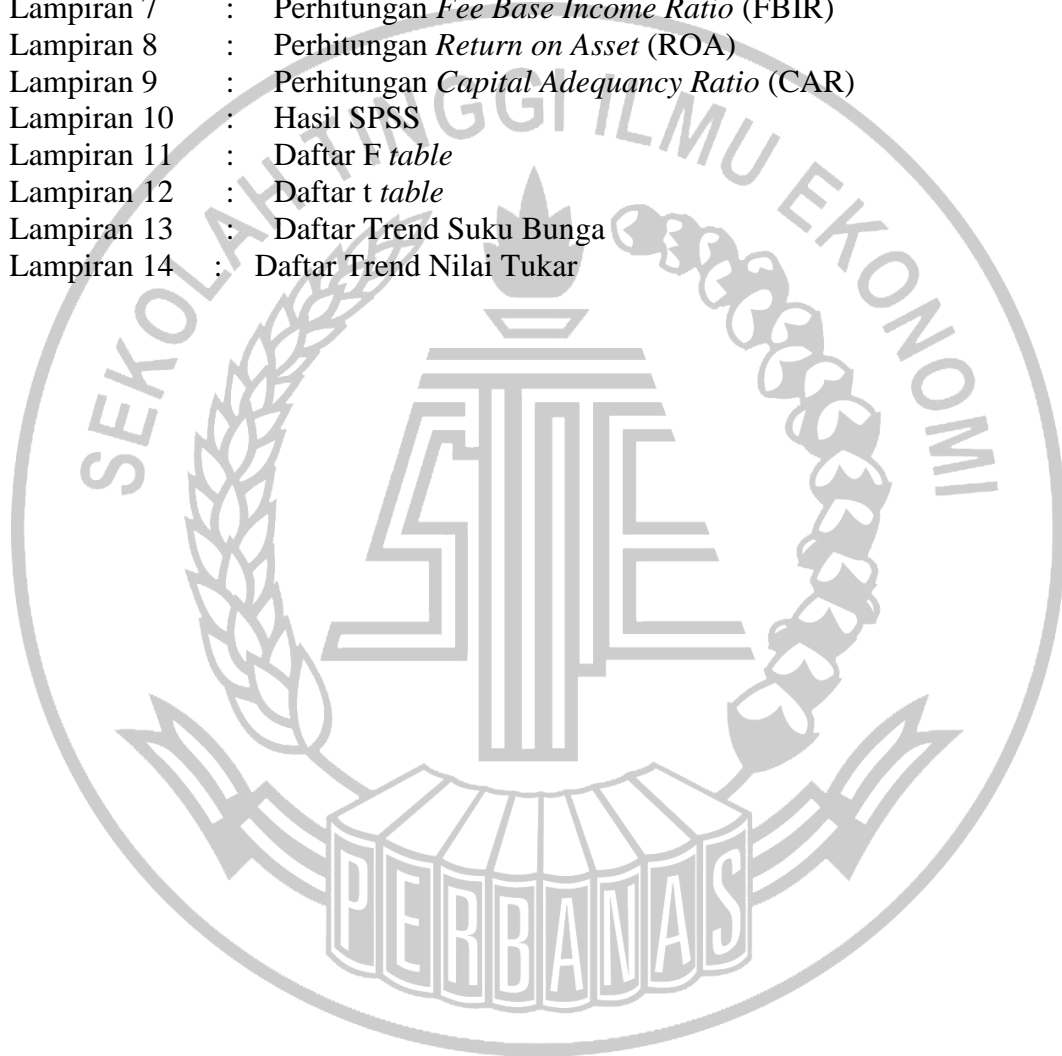 Lampiran 7 : Perhitungan Fee Base Income Ratio (FBIR)
Lampiran 8 : Perhitungan Return on Asset (ROA)
Lampiran 9 : Perhitungan Capital Adequancy Ratio (CAR)
Lampiran 10 : Hasil SPSS
Lampiran 11 : Daftar F table
Lampiran 12 : Daftar t table
Lampiran 13 : Daftar Trend Suku Bunga
Lampiran 14 : Daftar Trend Nilai Tukar
SEKOLAH TINGGI ILMU EKONOMI
STIE
PERBANAS